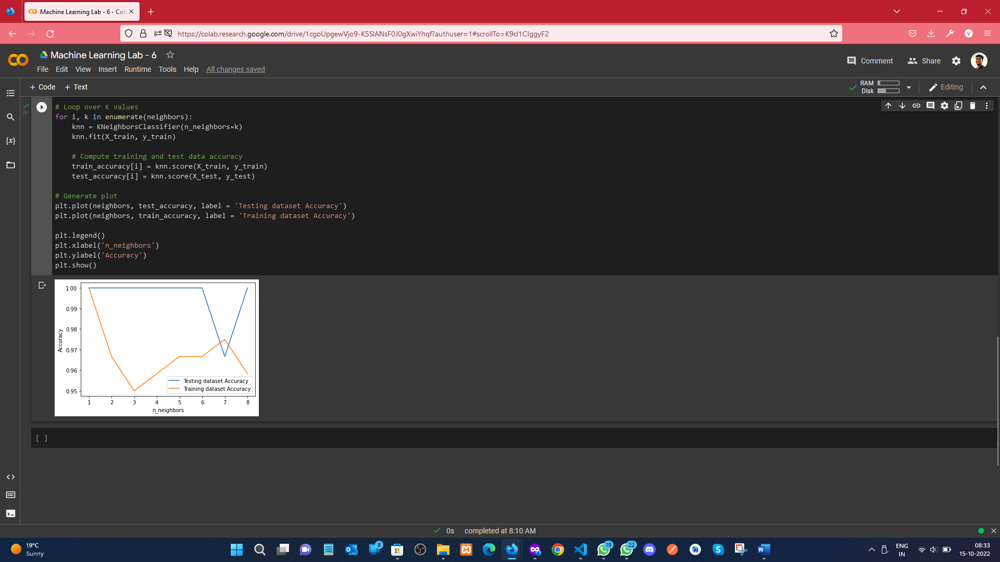 Machine Learning Lab - 6 - Cola
https://colab.research.google.com/drive/1cgoUpgewVjo9-K5SlANsF0J0gXwiYhqf?authuser=1#scrollTo=K9cl1CIggyF2
Machine Learning Lab - 6
File Edit View Insert Runtime Tools Help All changes saved
Comment Share
+ Code + Text
RAM
Disk
Editing
0s
# Loop over K values
for i, k in enumerate(neighbors):
    knn = KNeighborsClassifier(n_neighbors=k)
    knn.fit(X_train, y_train)
    # Compute training and test data accuracy
    train_accuracy[i] = knn.score(X_train, y_train)
    test_accuracy[i] = knn.score(X_test, y_test)
# Generate plot
plt.plot(neighbors, test_accuracy, label = 'Testing dataset Accuracy')
plt.plot(neighbors, train_accuracy, label = 'Training dataset Accuracy')
plt.legend()
plt.xlabel('n_neighbors')
plt.ylabel('Accuracy')
plt.show()
1.00
0.99
0.98
0.97
0.96
0.95
Accuracy
Testing dataset Accuracy
Training dataset Accuracy
1 2 3 4 5 6 7 8
n_neighbors
[ ]
0s completed at 8:10 AM
19°C
Sunny
8
19
22
ENG
IN
08:33
15-10-2022